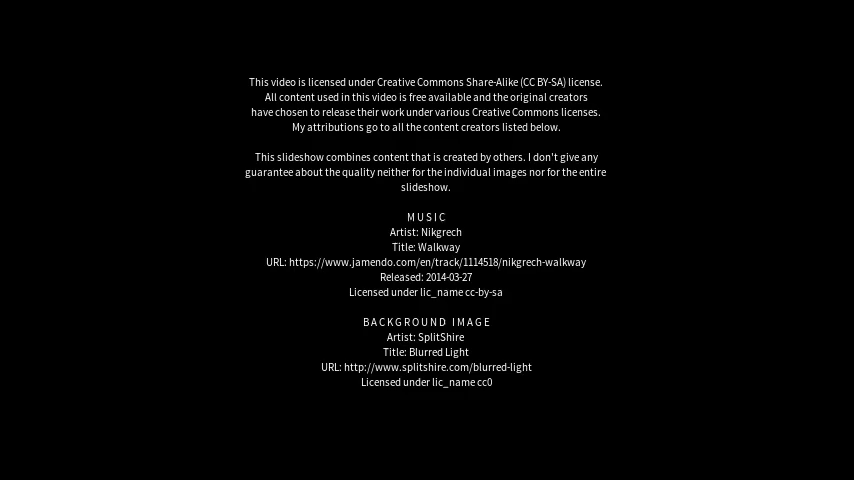 This video is licensed under Creative Commons Share-Alike (CC BY-SA) license.
All content used in this video is free available and the original creators
have chosen to release their work under various Creative Commons licenses.
My attributions go to all the content creators listed below.
This slideshow combines content that is created by others. I don't give any
guarantee about the quality neither for the individual images nor for the entire
slideshow.
MUSIC
Artist: Nikgrech
Title: Walkway
URL: https://www.jamendo.com/en/track/1114518/nikgrech-walkway
Released: 2014-03-27
Licensed under lic_name cc-by-sa
BACKGROUND IMAGE
Artist: SplitShire
Title: Blurred Light
URL: http://www.splitshire.com/blurred-light
Licensed under lic_name cc0